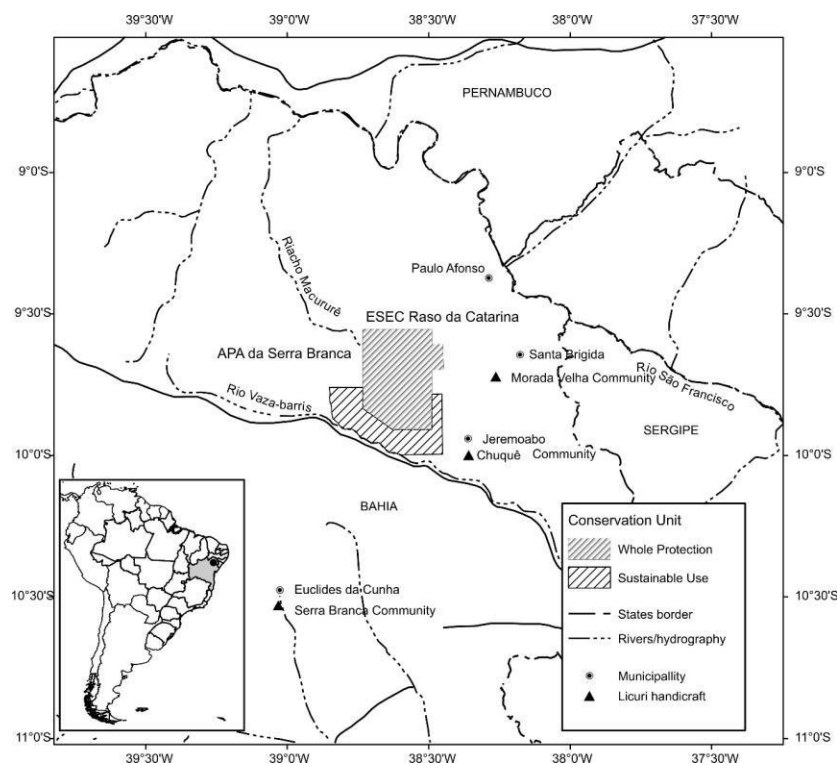 39°30'W 39°0'W 38°30'W 38°0'W 37°30'W
PERNAMBUCO
9°0'S 9°0'S
Riacho Macururê
Paulo Afonso
9°30'S 9°30'S
ESEC Raso da Catarina
APA da Serra Branca
Santa Brigida
Morada Velha Community
Rio São Francisco
Rio Vaza-barris
SERGIPE
Jeremoabo
10°0'S 10°0'S
Chuquê Community
BAHIA
Conservation Unit
Whole Protection
Sustainable Use
10°30'S 10°30'S
Euclides da Cunha
Serra Branca Community
States border
Rivers/hydrography
Municipallity
Licuri handicraft
11°0'S 11°0'S
39°30'W 39°0'W 38°30'W 38°0'W 37°30'W